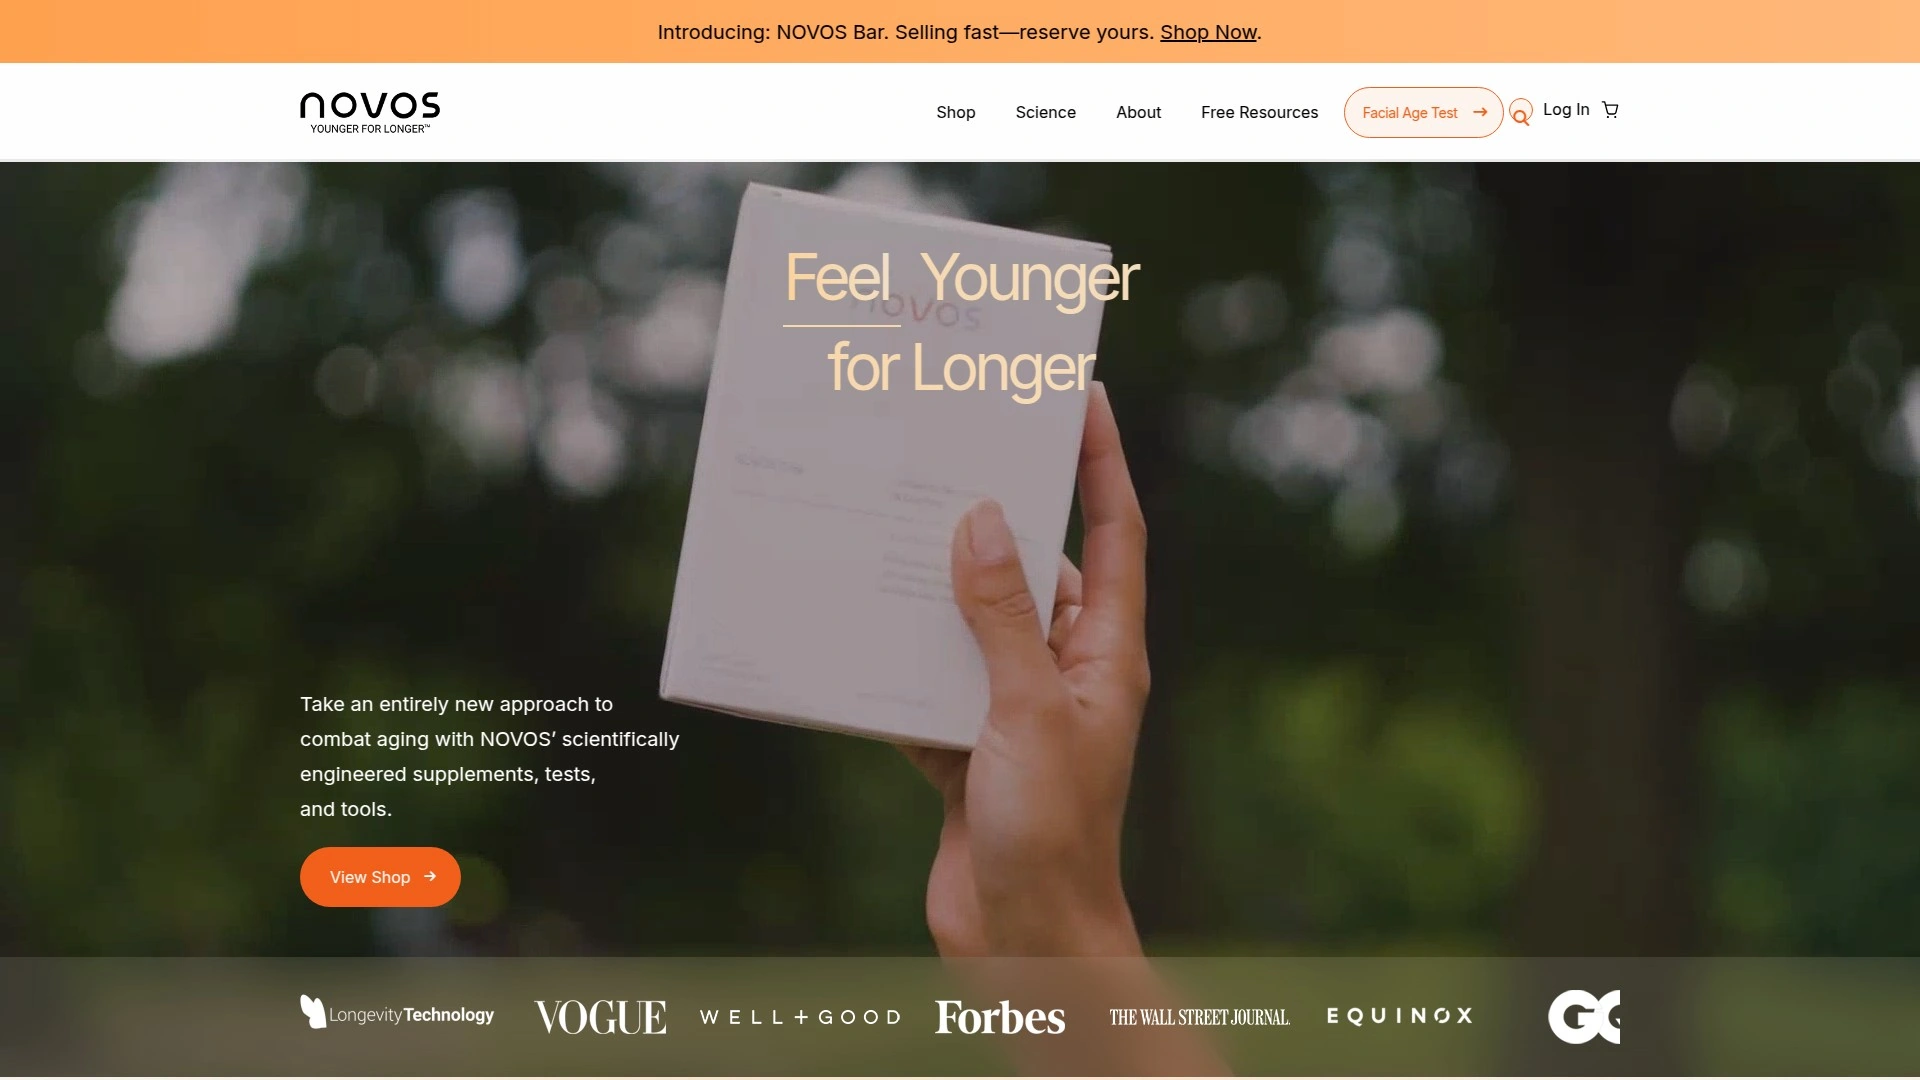 Introducing: NOVOS Bar. Selling fast—reserve yours. Shop Now.
novos
YOUNGER FOR LONGER™
Shop
Science
About
Free Resources
Facial Age Test
Log In
Feel Younger
novos
for Longer
Take an entirely new approach to
combat aging with NOVOS’ scientifically
engineered supplements, tests,
and tools.
View Shop
LongevityTechnology
VOGUE
WELL+GOOD
Forbes
THE WALL STREET JOURNAL.
EQUINOX